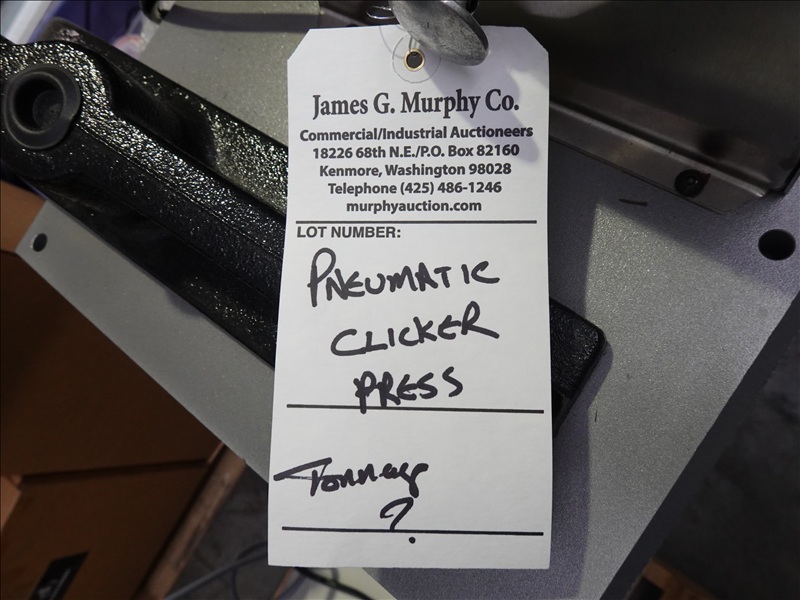 James G. Murphy Co.
Commercial/Industrial Auctioneers
18226 68th N.E./P.O. Box 82160
Kenmore, Washington 98028
Telephone (425) 486-1246
murphyauction.com
LOT NUMBER:
PNEUMATIC
CLICKER
PRESS
Tonnage
?